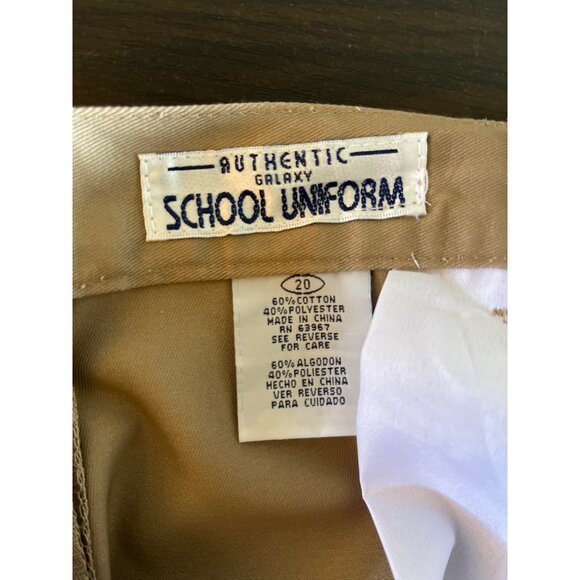 AUTHENTIC
GALAXY
SCHOOL UNIFORM
20
60% COTTON
40% POLYESTER
MADE IN CHINA
RN 63967
SEE REVERSE
FOR CARE
60% ALGODON
40% POLIESTER
HECHO EN CHINA
VER REVERSO
PARA CUIDADO